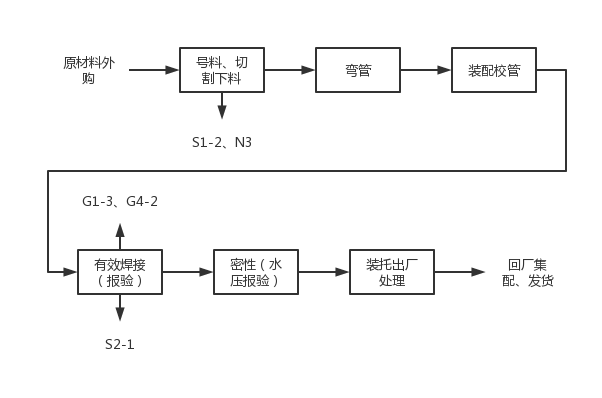 原材料外
购
号料、切
割下料
弯管
装配校管
S1-2、N3
G1-3、G4-2
有效焊接
（报验）
密性（水
压报验）
装托出厂
处理
回厂集
配、发货
S2-1